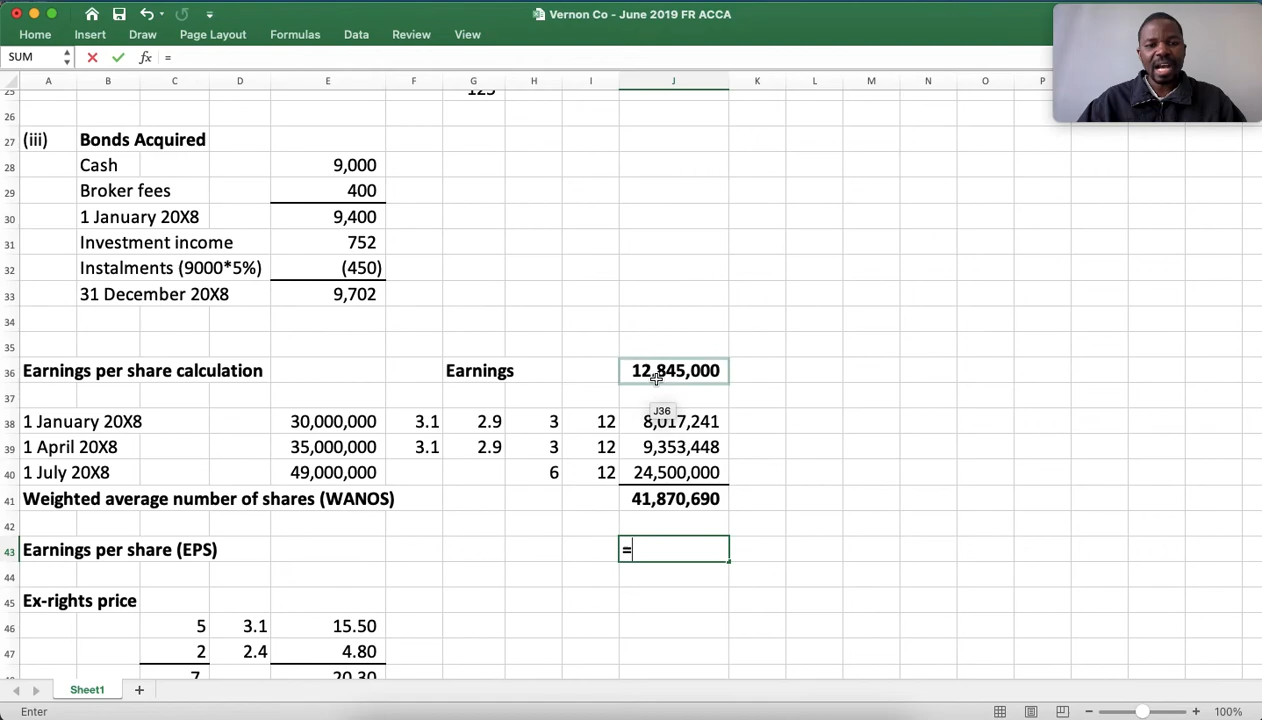 Vernon Co - June 2019 FR ACCA
Home Insert Draw Page Layout Formulas Data Review View
SUM fx =
A B C D E F G H I J K L M N O P
25 125
26
27 (iii) Bonds Acquired
28 Cash 9,000
29 Broker fees 400
30 1 January 20X8 9,400
31 Investment income 752
32 Instalments (9000*5%) (450)
33 31 December 20X8 9,702
34
35
36 Earnings per share calculation Earnings 12,845,000
37
J36
38 1 January 20X8 30,000,000 3.1 2.9 3 12 8,017,241
39 1 April 20X8 35,000,000 3.1 2.9 3 12 9,353,448
40 1 July 20X8 49,000,000 6 12 24,500,000
41 Weighted average number of shares (WANOS) 41,870,690
42
43 Earnings per share (EPS) =
44
45 Ex-rights price
46 5 3.1 15.50
47 2 2.4 4.80
7 20.30
Sheet1
Enter 100%